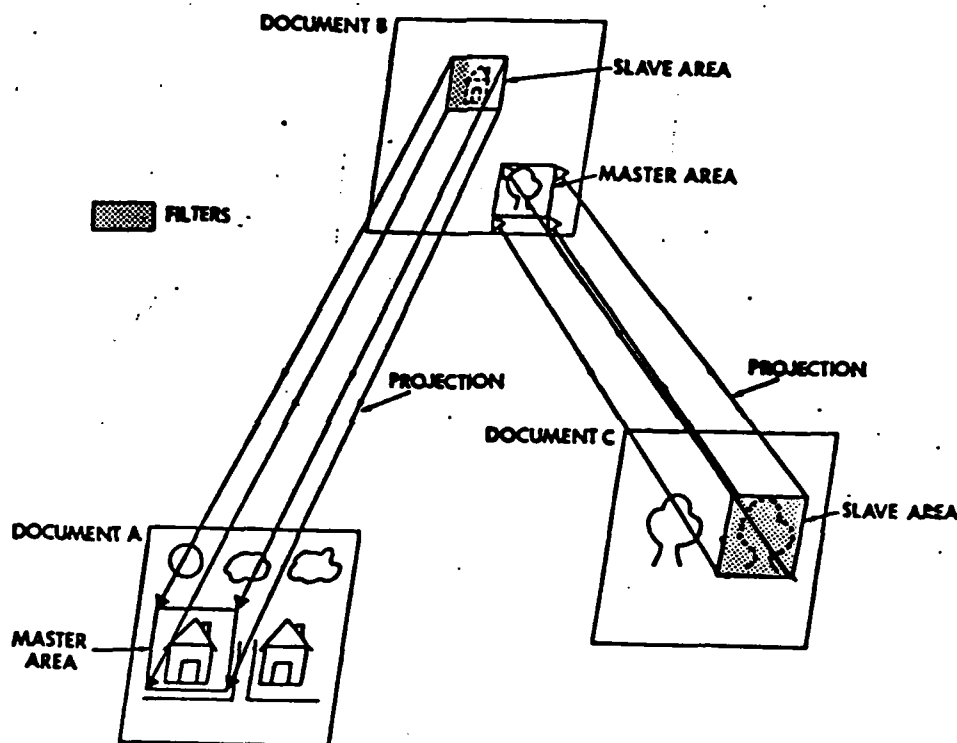 DOCUMENT B
SLAVE AREA
MASTER AREA
FILTERS
PROJECTION
PROJECTION
DOCUMENT C
SLAVE AREA
DOCUMENT A
MASTER
AREA